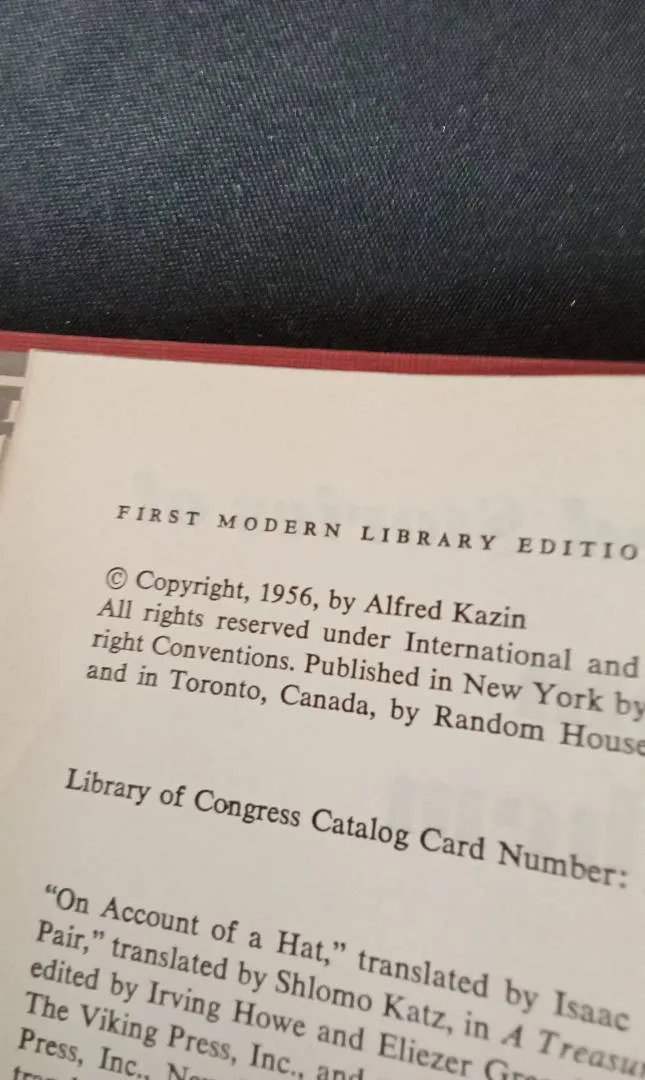 FIRST MODERN LIBRARY EDITIO
© Copyright, 1956, by Alfred Kazin
All rights reserved under International and
right Conventions. Published in New York by
and in Toronto, Canada, by Random House
Library of Congress Catalog Card Number:
“On Account of a Hat,” translated by Isaac
Pair,” translated by Shlomo Katz, in A Treasu
edited by Irving Howe and Eliezer Gre
The Viking Press, Inc., and
Press, Inc., Ne